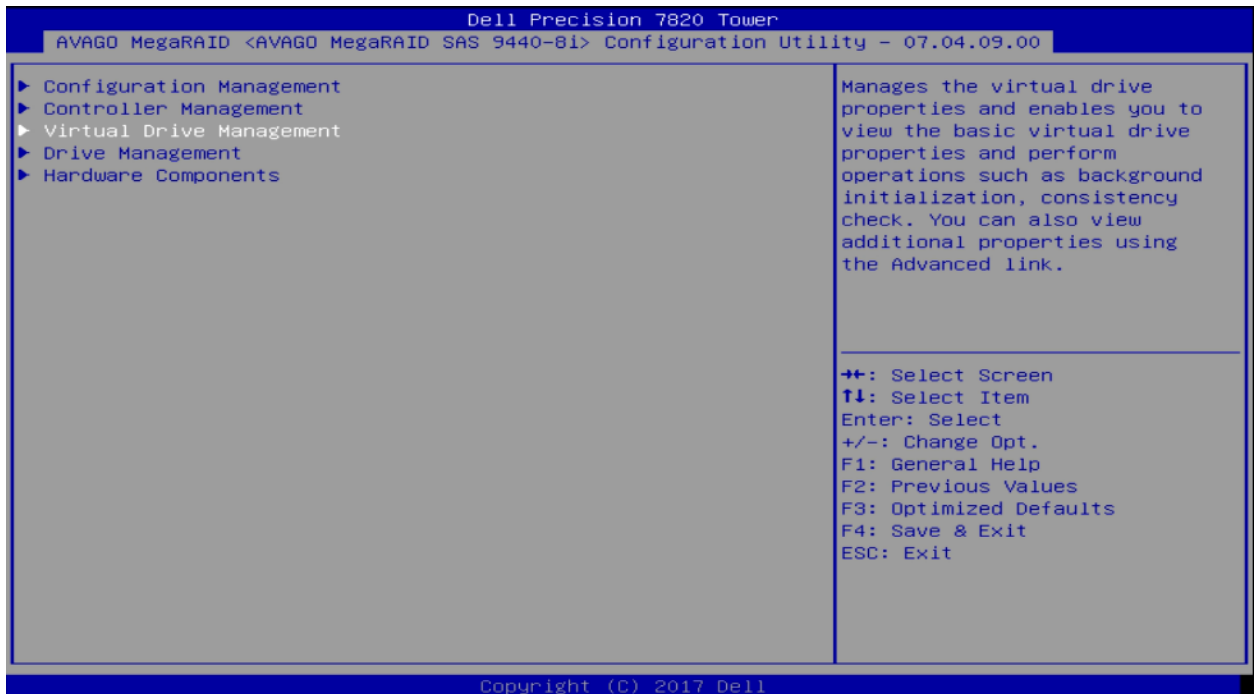 Dell Precision 7820 Tower
AVAGO MegaRAID <AVAGO MegaRAID SAS 9440-8i> Configuration Utility - 07.04.09.00
▶ Configuration Management
▶ Controller Management
▶ Virtual Drive Management
▶ Drive Management
▶ Hardware Components
Manages the virtual drive
properties and enables you to
view the basic virtual drive
properties and perform
operations such as background
initialization, consistency
check. You can also view
additional properties using
the Advanced link.
→←: Select Screen
↑↓: Select Item
Enter: Select
+/-: Change Opt.
F1: General Help
F2: Previous Values
F3: Optimized Defaults
F4: Save & Exit
ESC: Exit
Copyright (C) 2017 Dell